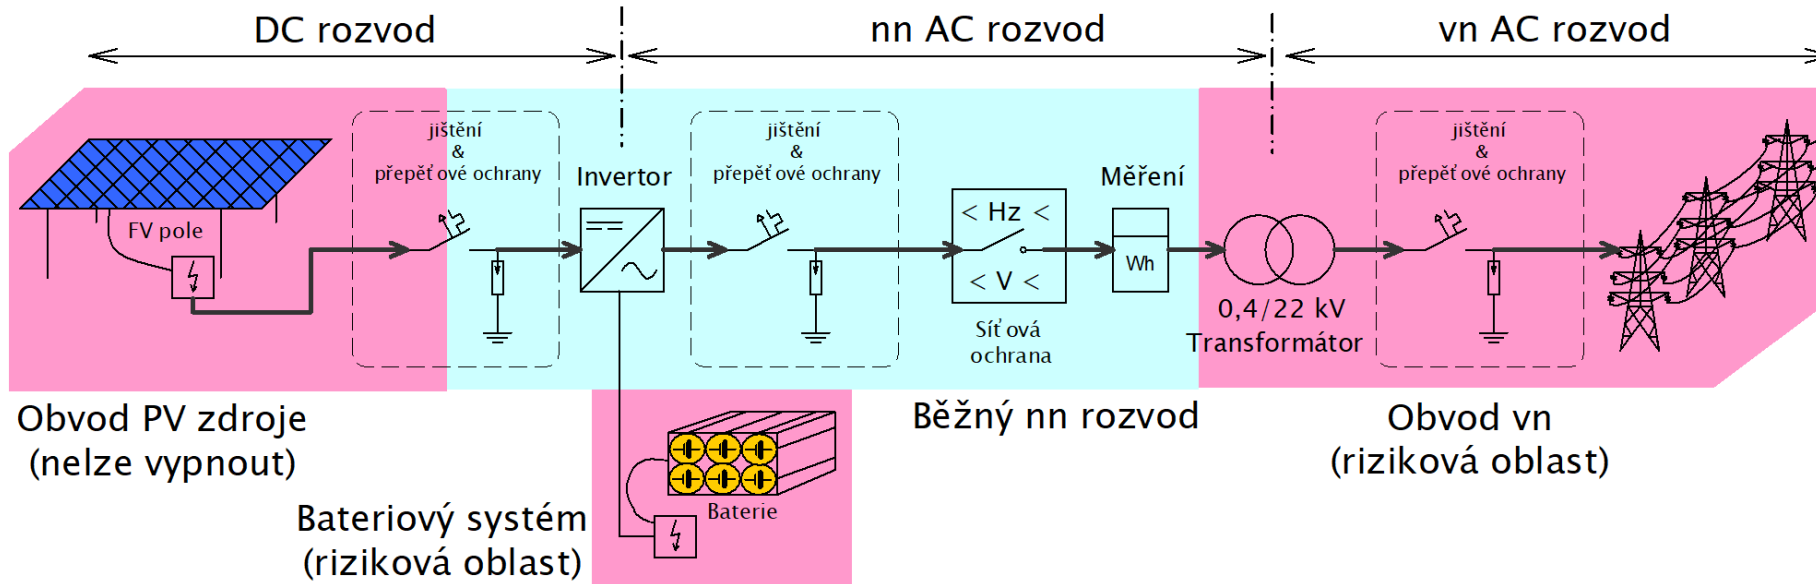 DC rozvod
nn AC rozvod
vn AC rozvod
jištění
&
přepěťové ochrany
jištění
&
přepěťové ochrany
jištění
&
přepěťové ochrany
Invertor
Měření
FV pole
< Hz <
< V <
Wh
Síťová
ochrana
0,4/22 kV
Transformátor
Obvod PV zdroje
(nelze vypnout)
Běžný nn rozvod
Obvod vn
(riziková oblast)
Bateriový systém
(riziková oblast)
Baterie